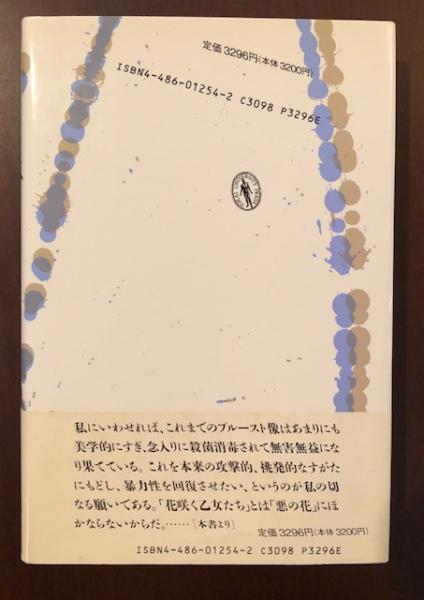 定価3296円(本体3200円)
ISBN4-486-01254-2 C3098 P3296E
私にいわせれば、これまでのプルースト像はあまりにも
美学的にすぎ、念入りに殺菌消毒されて無害無益にな
り果てている。これを本来の攻撃的、挑発的なすがた
にもどし、暴力性を回復させたい、というのが私の切
なる願いである。「花咲く乙女たち」とは「悪の花」にほ
かならないからだ。……［本書より］
定価3296円(本体3200円)
ISBN4-486-01254-2 C3098 P3296E